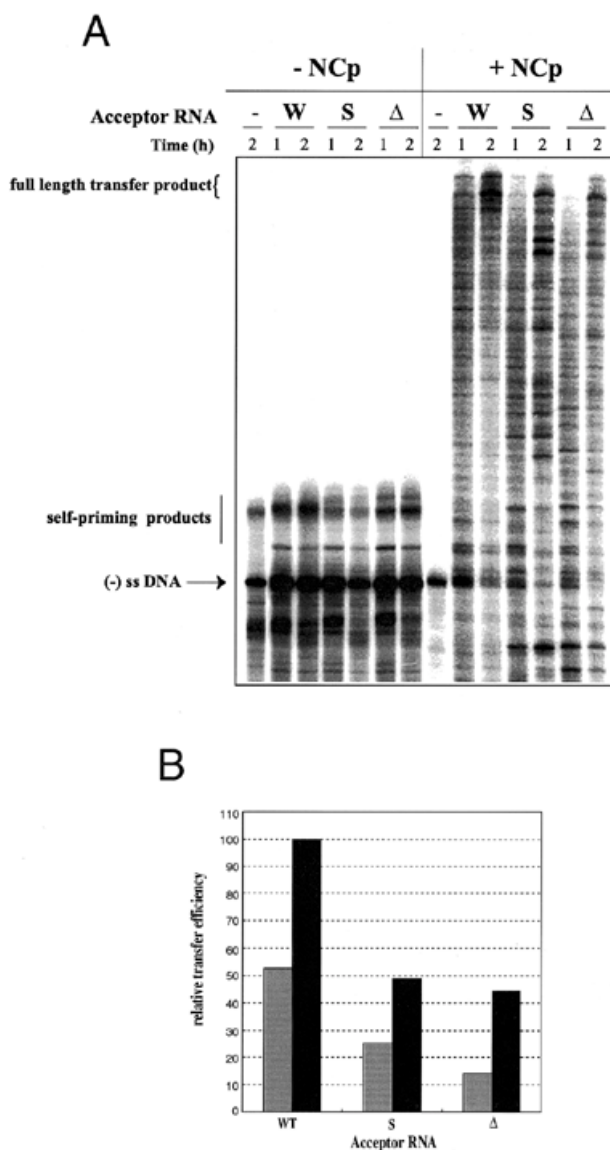 A
- NCp + NCp
Acceptor RNA - W S Δ - W S Δ
Time (h) 2 1 2 1 2 1 2 2 1 2 1 2 1 2
full length transfer product{
self-priming products
(-) ss DNA
B
relative transfer efficiency
110
100
90
80
70
60
50
40
30
20
10
0
WT S Δ
Acceptor RNA